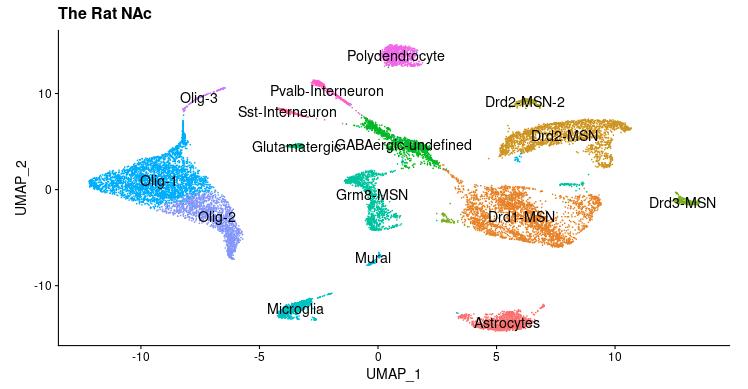 The Rat NAc
Polydendrocyte
Pvalb-Interneuron
Olig-3
Sst-Interneuron
Drd2-MSN-2
Drd2-MSN
Glutamatergic
GABAergic-undefined
Olig-1
Grm8-MSN
Olig-2
Drd1-MSN
Drd3-MSN
Mural
Microglia
Astrocytes
10
0
-10
UMAP_2
-10
-5
0
5
10
UMAP_1